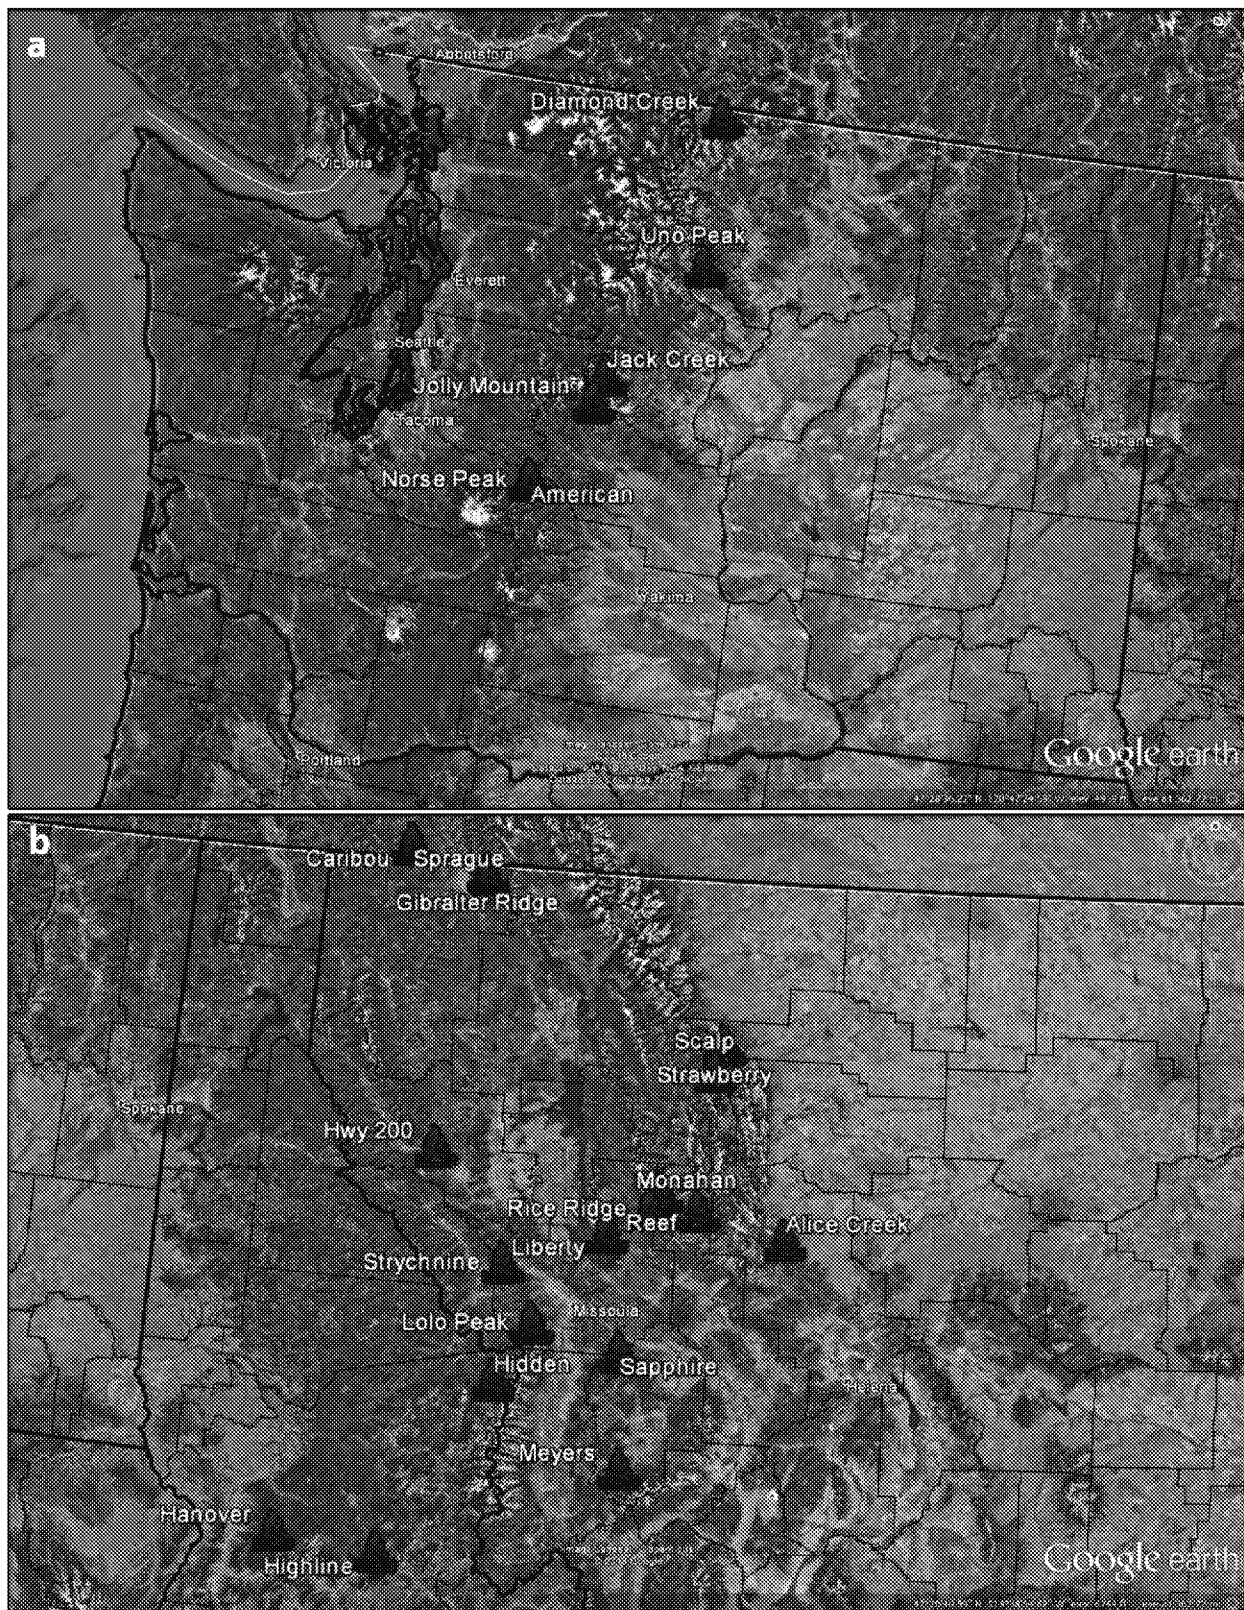 a
Abbotsford
Diamond Creek
Victoria
Uno Peak
Everett
Seattle
Jack Creek
Jolly Mountain
Tacoma
Spokane
Norse Peak
American
Yakima
Portland
Google earth
b
Caribou
Sprague
Gibralter Ridge
Scalp
Strawberry
Spokane
Hwy 200
Monahan
Rice Ridge
Reef
Alice Creek
Liberty
Strychnine
Missoula
Lolo Peak
Hidden
Sapphire
Helena
Meyers
Hanover
Highline
Google earth